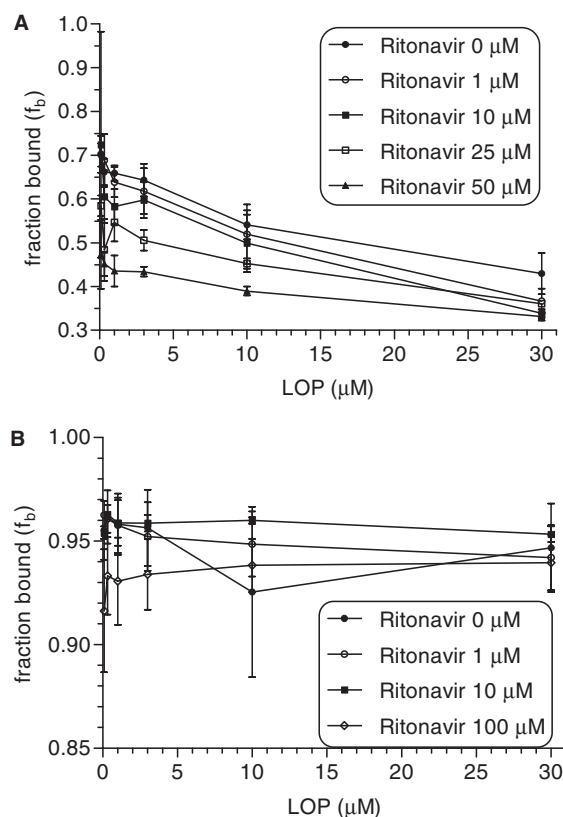 A
1.0
0.9
0.8
0.7
0.6
0.5
0.4
0.3
fraction bound (fb)
Ritonavir 0 µM
Ritonavir 1 µM
Ritonavir 10 µM
Ritonavir 25 µM
Ritonavir 50 µM
0 5 10 15 20 25 30
LOP (µM)
B
1.00
0.95
0.90
0.85
fraction bound (fb)
Ritonavir 0 µM
Ritonavir 1 µM
Ritonavir 10 µM
Ritonavir 100 µM
0 5 10 15 20 25 30
LOP (µM)